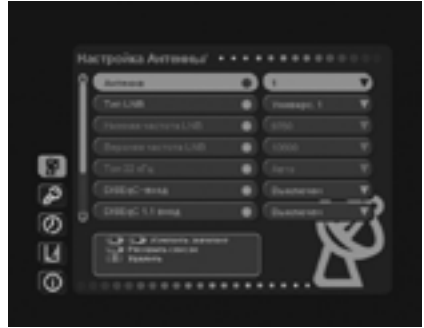 Настройка Антенны
Антенна 1
Тип LNB Универс. 1
Нижняя частота LNB 9750
Верхняя частота LNB 10600
Тон 22 кГц Авто
DiSEqC-вход Выключен
DiSEqC 1.1 вход Выключен
Изменить значение
Раскрыть список
Удалить